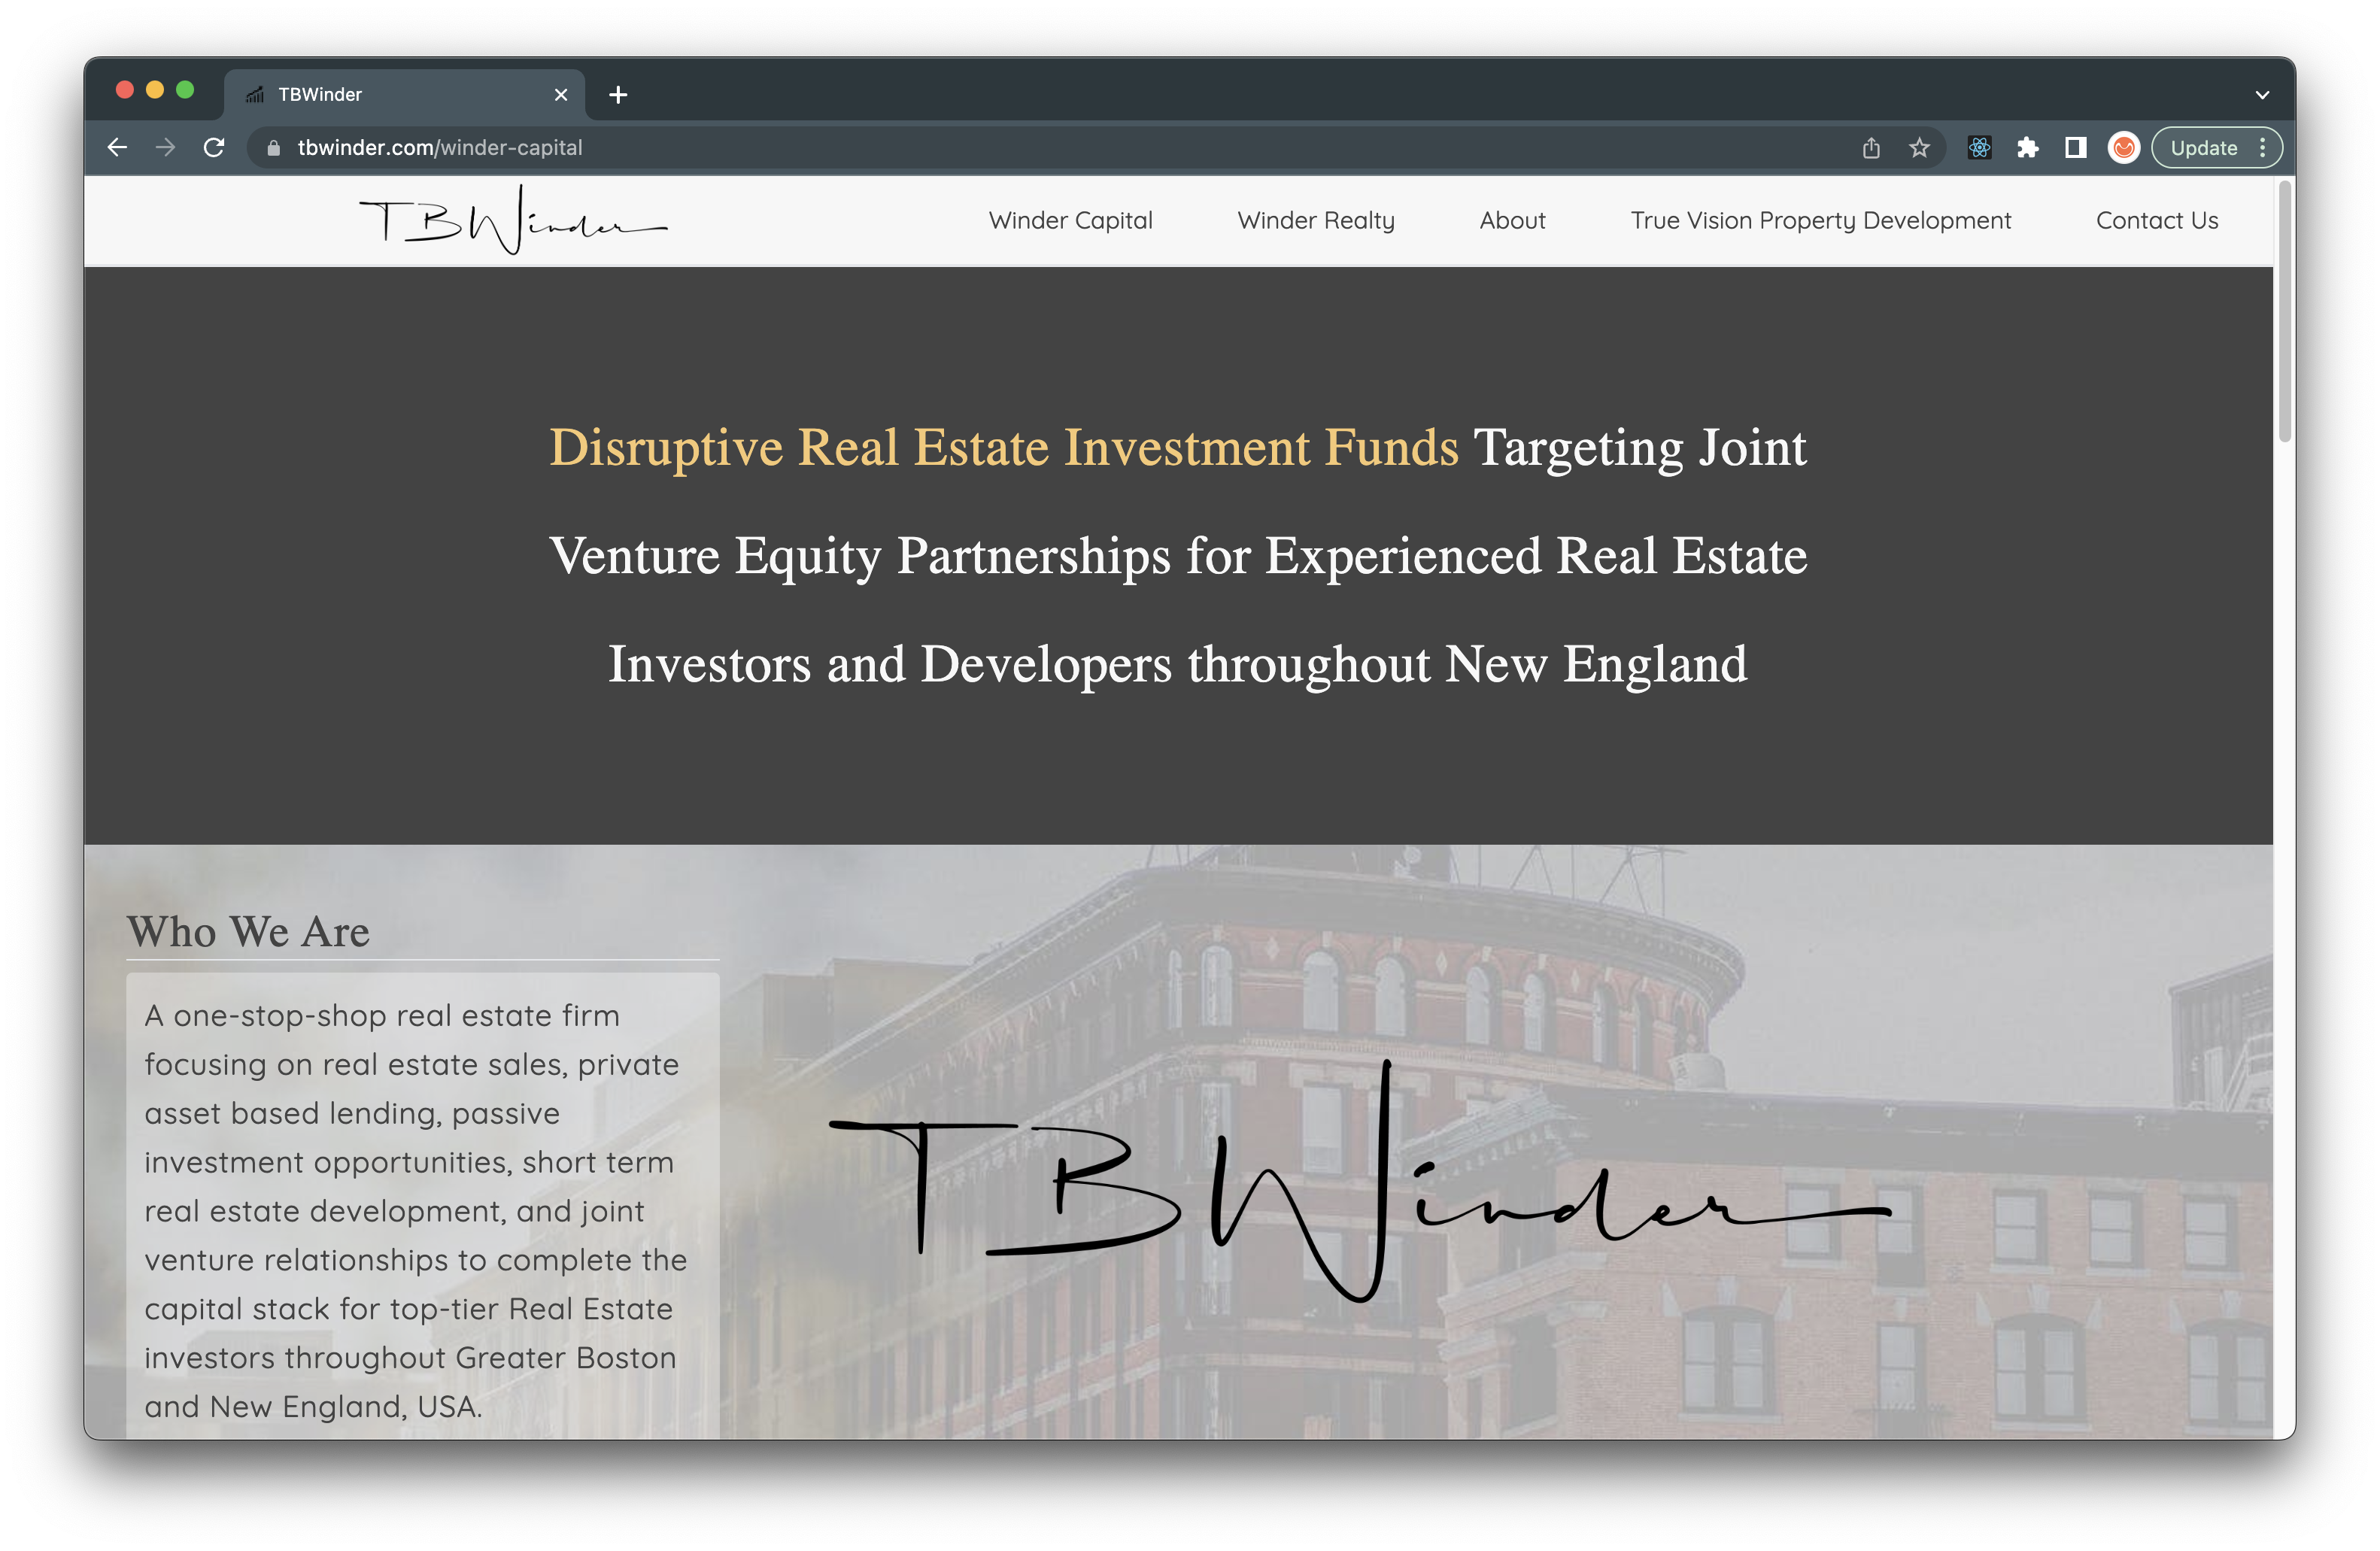 TBWinder
tbwinder.com/winder-capital
Update
TBWinder
Winder Capital
Winder Realty
About
True Vision Property Development
Contact Us
Disruptive Real Estate Investment Funds Targeting Joint
Venture Equity Partnerships for Experienced Real Estate
Investors and Developers throughout New England
Who We Are
A one-stop-shop real estate firm
focusing on real estate sales, private
asset based lending, passive
investment opportunities, short term
real estate development, and joint
venture relationships to complete the
capital stack for top-tier Real Estate
investors throughout Greater Boston
and New England, USA.
TBWinder